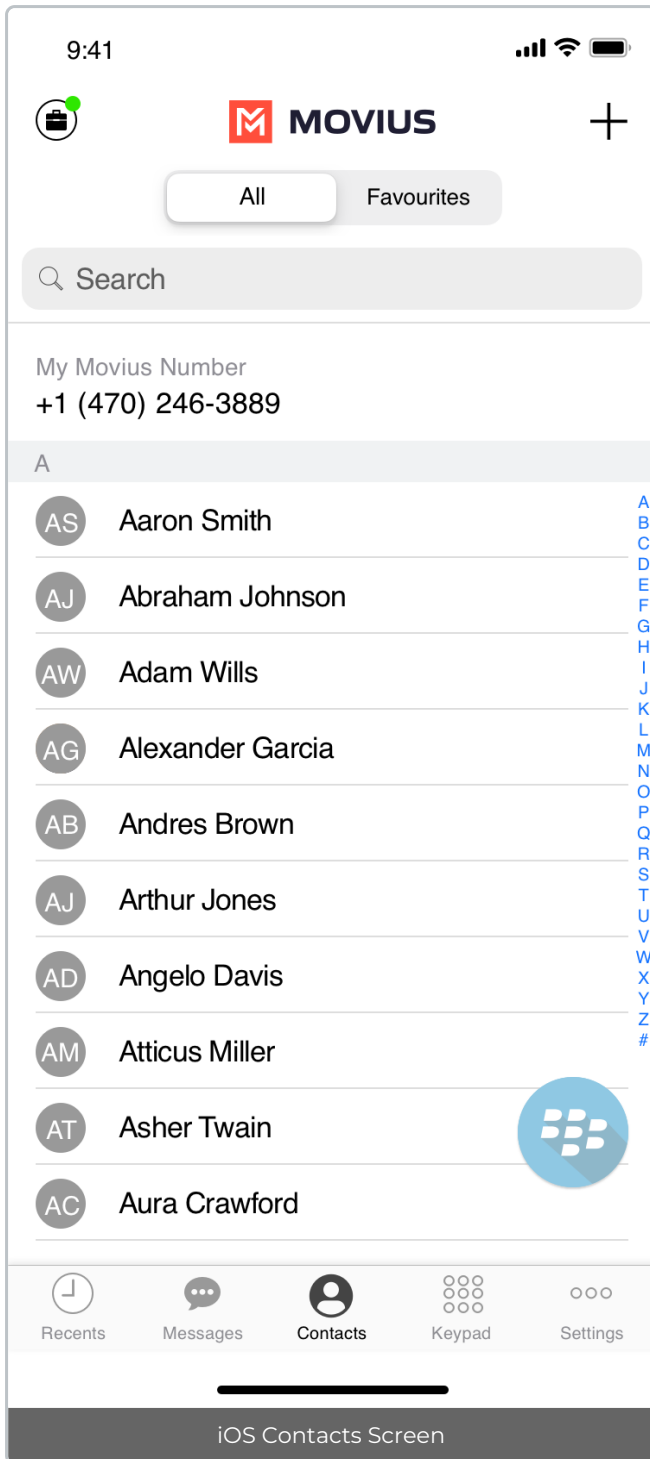 9:41
MOVIUS
All Favourites
Search
My Movius Number
+1 (470) 246-3889
A
AS Aaron Smith
AJ Abraham Johnson
AW Adam Wills
AG Alexander Garcia
AB Andres Brown
AJ Arthur Jones
AD Angelo Davis
AM Atticus Miller
AT Asher Twain
AC Aura Crawford
A
B
C
D
E
F
G
H
I
J
K
L
M
N
O
P
Q
R
S
T
U
V
W
X
Y
Z
#
Recents Messages Contacts Keypad Settings
iOS Contacts Screen